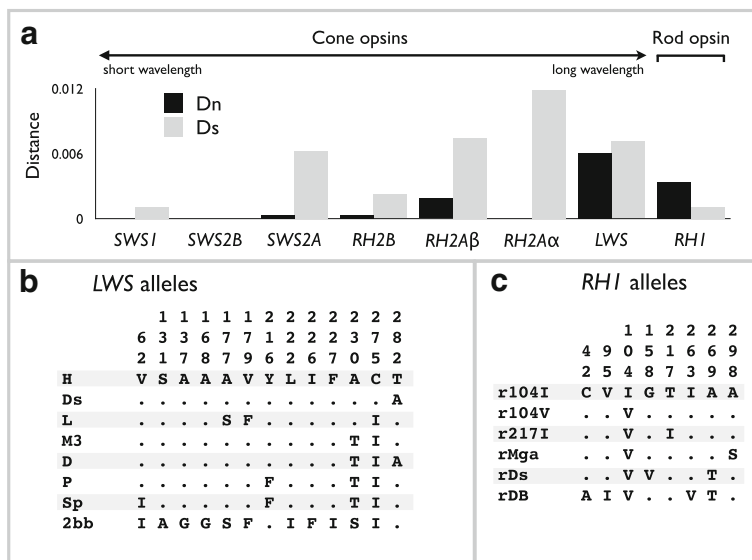 a
Cone opsins Rod opsin
short wavelength long wavelength
0.012
0.006
0
Distance
Dn
Ds
SWS1 SWS2B SWS2A RH2B RH2Aβ RH2Aα LWS RH1
b LWS alleles
1 1 1 1 1 2 2 2 2 2 2 2
6 3 3 6 7 7 1 2 2 2 3 7 8
2 1 7 8 7 9 6 2 6 7 0 5 2
H V S A A A V Y L I F A C T
Ds . . . . . . . . . . . . A
L . . . . S F . . . . . I .
M3 . . . . . . . . . . T I .
D . . . . . . . . . . T I A
P . . . . . . F . . . T I .
Sp I . . . . . F . . . T I .
2bb I A G G S F . I F I S I .
c RH1 alleles
1 1 2 2 2 2
4 9 0 5 1 6 6 9
2 5 4 8 7 3 9 8
r104I C V I G T I A A
r104V . . V . . . . .
r217I . . V . I . . .
rMga . . V . . . . S
rDs . . V V . . T .
rDB A I V . . V T .